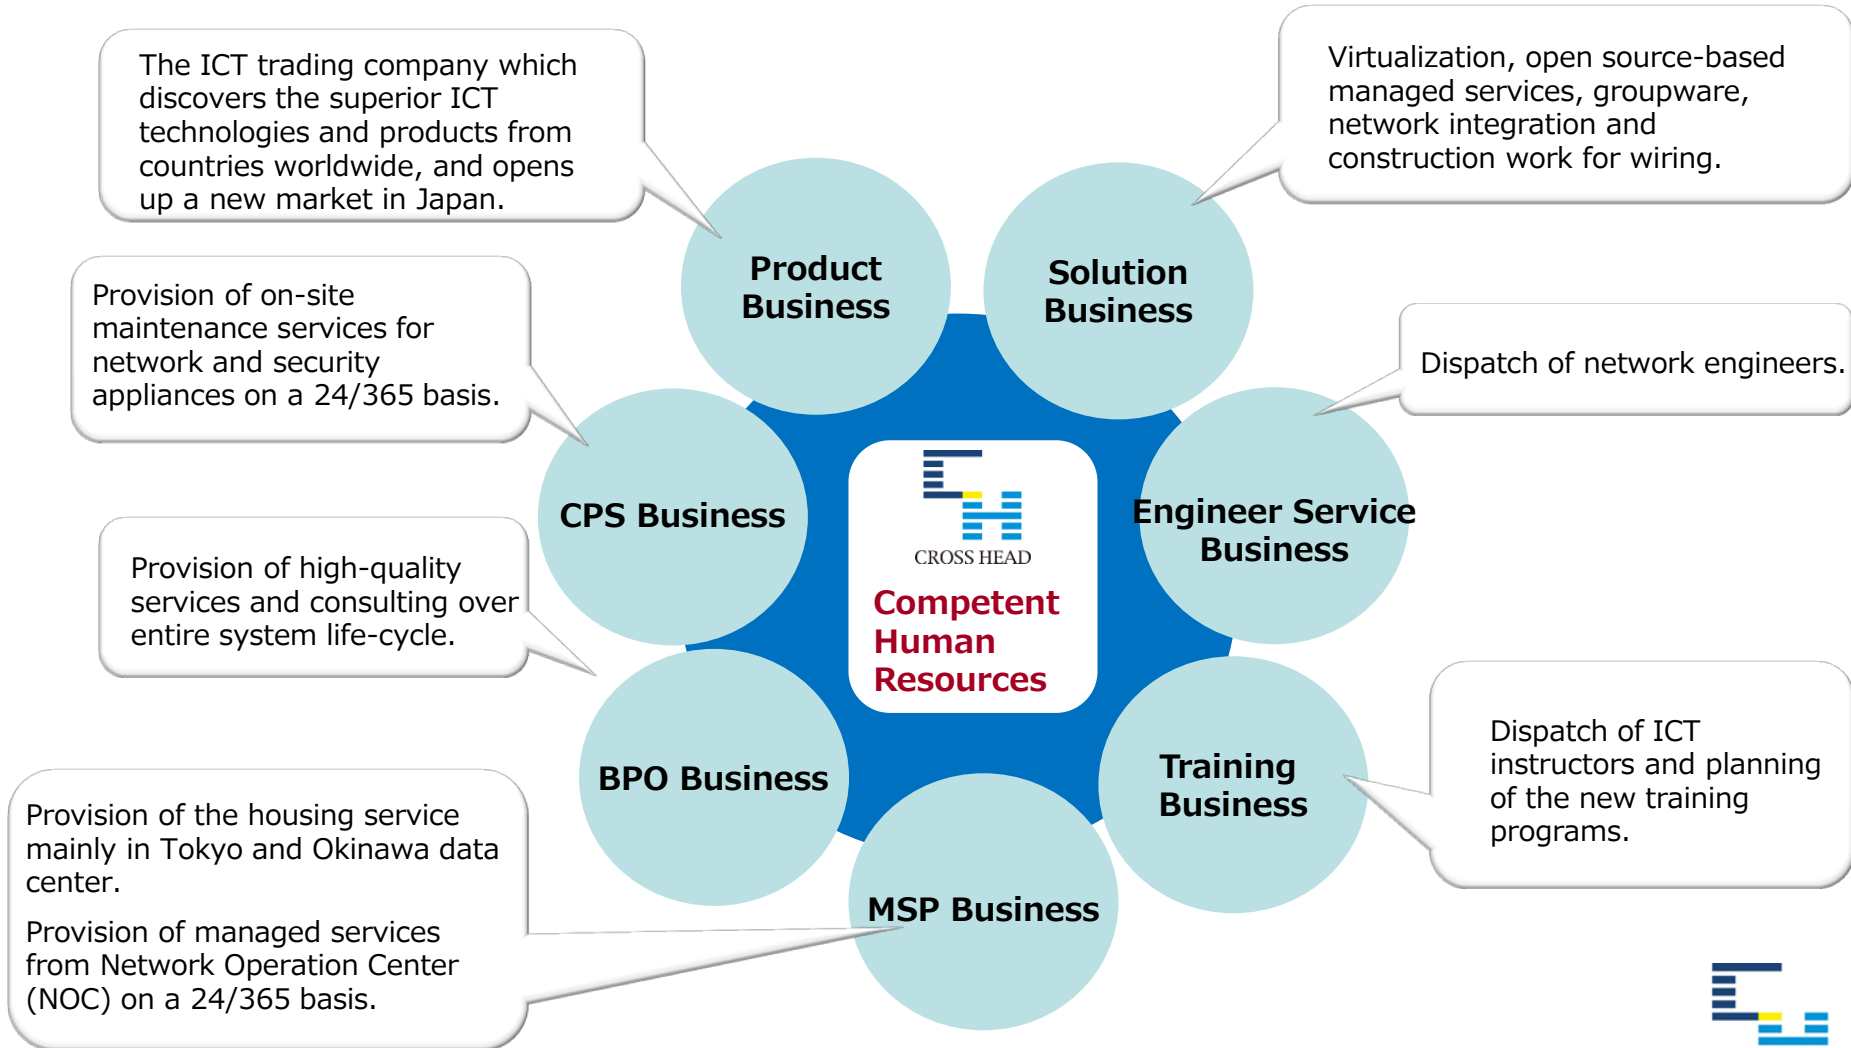 The ICT trading company which
discovers the superior ICT
technologies and products from
countries worldwide, and opens
up a new market in Japan.
Virtualization, open source-based
managed services, groupware,
network integration and
construction work for wiring.
Product
Business
Solution
Business
Provision of on-site
maintenance services for
network and security
appliances on a 24/365 basis.
Dispatch of network engineers.
CPS Business
CROSS HEAD
Competent
Human
Resources
Engineer Service
Business
Provision of high-quality
services and consulting over
entire system life-cycle.
BPO Business
Training
Business
Dispatch of ICT
instructors and planning
of the new training
programs.
Provision of the housing service
mainly in Tokyo and Okinawa data
center.
Provision of managed services
from Network Operation Center
(NOC) on a 24/365 basis.
MSP Business